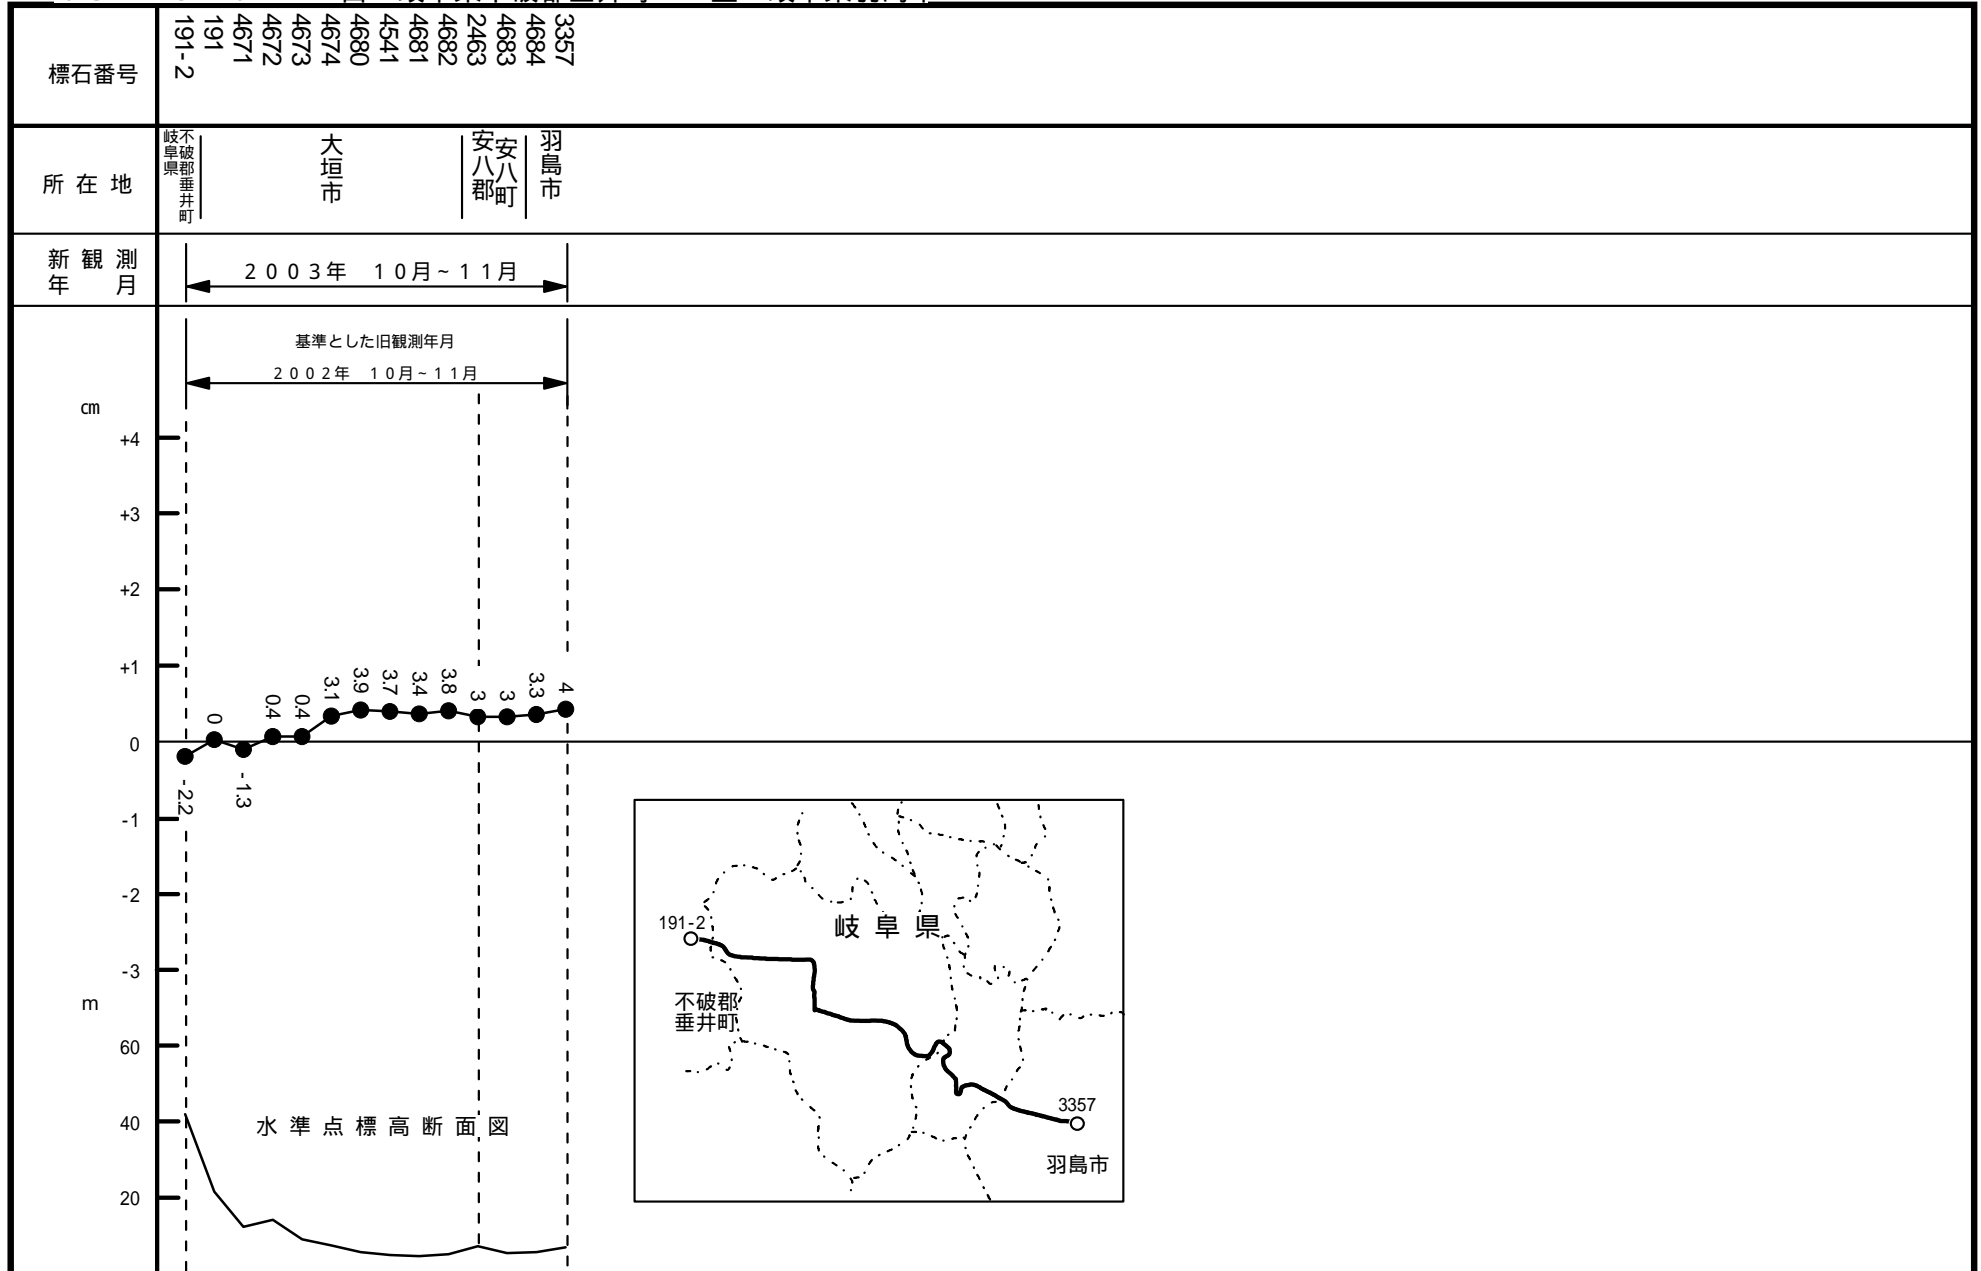 標石番号
191-2
191
4671
4672
4673
4674
4680
4541
4681
4682
2463
4683
4684
3357
所在地
岐阜県
不破郡垂井町
大垣市
安八郡
安八町
羽島市
新観測
年 月
2003年 10月~11月
基準とした旧観測年月
2002年 10月~11月
㎝
+4
+3
+2
+1
0
-1
-2
-3
-2.2
0
-1.3
0.4
0.4
3.1
3.9
3.7
3.4
3.8
3
3
3.3
4
m
60
40
20
水準点標高断面図
191-2
岐阜県
不破郡
垂井町
3357
羽島市